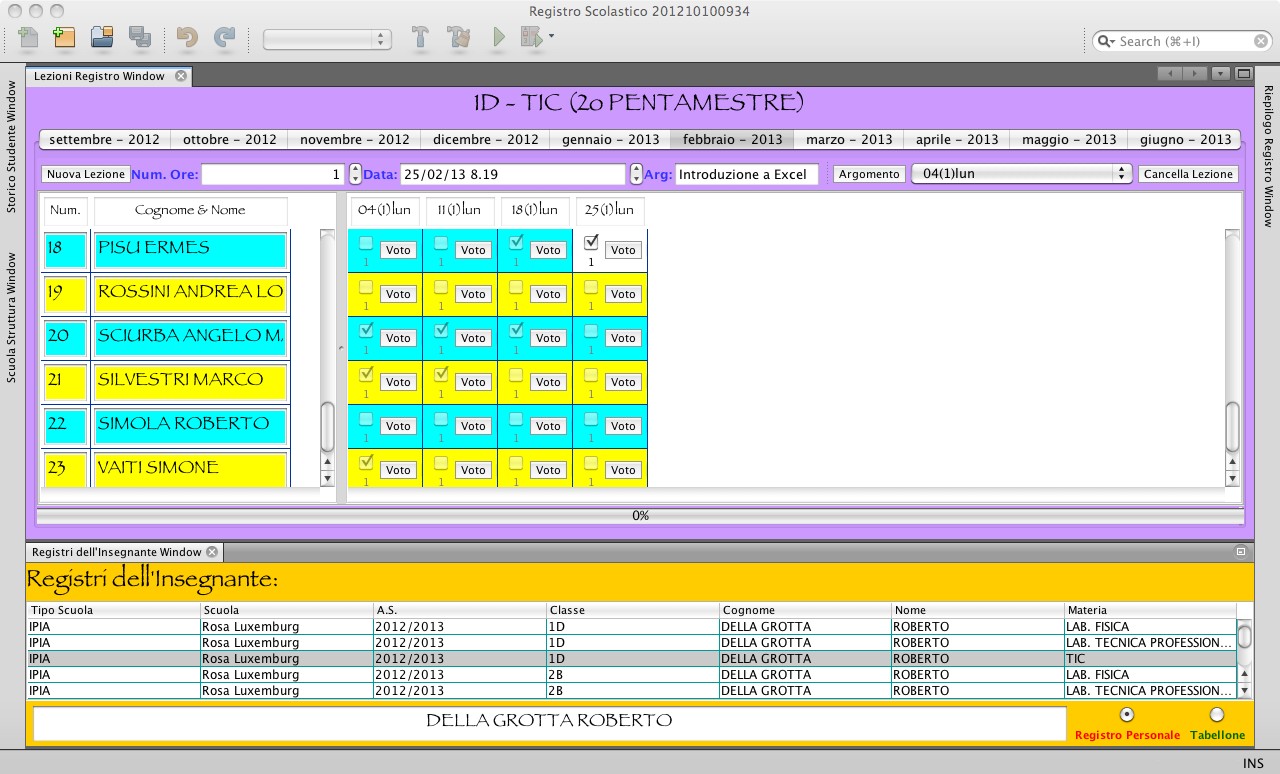 Registro Scolastico 201210100934
Search (⌘+I)
Storico Studente Window
Scuola Struttura Window
Riepilogo Registro Window
Lezioni Registro Window
1D - TIC (2o PENTAMESTRE)
settembre - 2012 ottobre - 2012 novembre - 2012 dicembre - 2012 gennaio - 2013 febbraio - 2013 marzo - 2013 aprile - 2013 maggio - 2013 giugno - 2013
Nuova Lezione Num. Ore: 1 Data: 25/02/13 8.19 Arg: Introduzione a Excel Argomento 04(1)lun Cancella Lezione
Num. Cognome & Nome 04(1)lun 11(1)lun 18(1)lun 25(1)lun
18 PISU ERMES Voto Voto Voto Voto
1 1 1 1
19 ROSSINI ANDREA LO Voto Voto Voto Voto
1 1 1 1
20 SCIURBA ANGELO M. Voto Voto Voto Voto
1 1 1 1
21 SILVESTRI MARCO Voto Voto Voto Voto
1 1 1 1
22 SIMOLA ROBERTO Voto Voto Voto Voto
1 1 1 1
23 VAITI SIMONE Voto Voto Voto Voto
1 1 1 1
0%
Registri dell'Insegnante Window
Registri dell'Insegnante:
Tipo Scuola Scuola A.S. Classe Cognome Nome Materia
IPIA Rosa Luxemburg 2012/2013 1D DELLA GROTTA ROBERTO LAB. FISICA
IPIA Rosa Luxemburg 2012/2013 1D DELLA GROTTA ROBERTO LAB. TECNICA PROFESSION...
IPIA Rosa Luxemburg 2012/2013 1D DELLA GROTTA ROBERTO TIC
IPIA Rosa Luxemburg 2012/2013 2B DELLA GROTTA ROBERTO LAB. FISICA
IPIA Rosa Luxemburg 2012/2013 2B DELLA GROTTA ROBERTO LAB. TECNICA PROFESSION...
DELLA GROTTA ROBERTO
Registro Personale Tabellone
INS